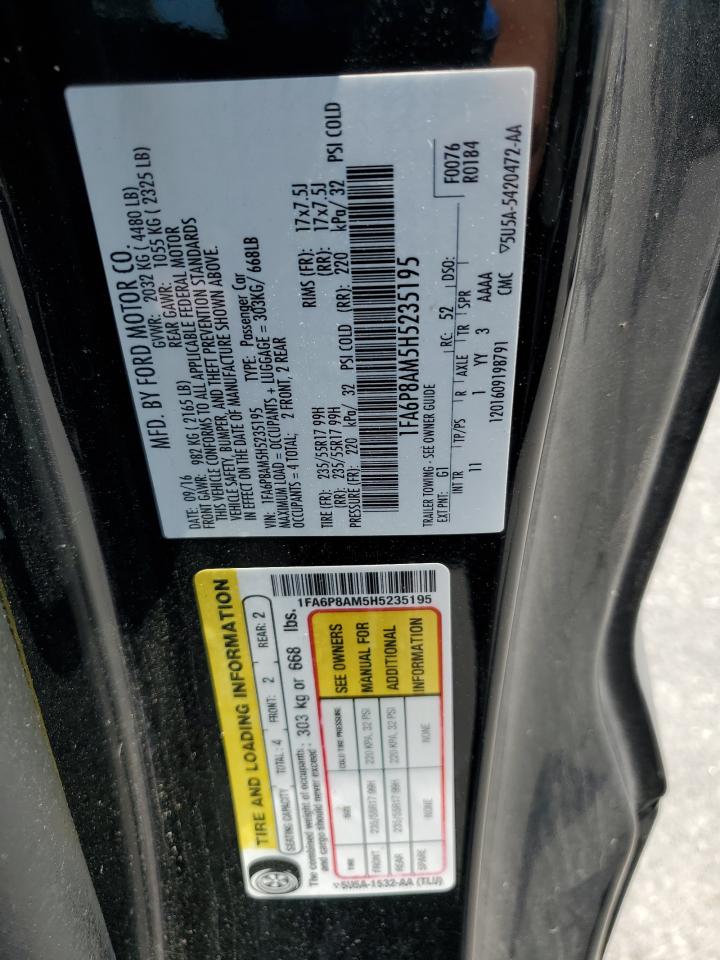 MFD. BY FORD MOTOR CO.
DATE: 09/16
GVWR: 2032 KG ( 4480 LB)
FRONT GAWR: 982 KG ( 2165 LB)
REAR GAWR: 1055 KG ( 2325 LB)
THIS VEHICLE CONFORMS TO ALL APPLICABLE FEDERAL MOTOR
VEHICLE SAFETY, BUMPER, AND THEFT PREVENTION STANDARDS
IN EFFECT ON THE DATE OF MANUFACTURE SHOWN ABOVE.
VIN: 1FA6P8AM5H5235195
TYPE: Passenger Car
MAXIMUM LOAD = OCCUPANTS + LUGGAGE = 303KG/ 668LB
OCCUPANTS = 4 TOTAL: 2 FRONT, 2 REAR
TIRE (FR): 235/55R17 99H RIMS (FR): 17x7.5J
(RR): 235/55R17 99H (RR): 17x7.5J
PRESSURE (FR): 220 kPa/ 32 PSI COLD (RR): 220 kPa/ 32 PSI COLD
1FA6P8AM5H5235195
TRAILER TOWING - SEE OWNER GUIDE
F0076
R0184
EXT PNT: G1 RC: 52 DSO:
INT TR TP/PS R AXLE TR SPR
11 1 YY 3 AAAA
CMC
1201609198791
5U5A-5420472-AA
TIRE AND LOADING INFORMATION
SEATING CAPACITY TOTAL: 4 FRONT: 2 REAR: 2
The combined weight of occupants
and cargo should never exceed : 303 kg or 668 lbs.
1FA6P8AM5H5235195
TIRE SIZE COLD TIRE PRESSURE
FRONT 235/55R17 99H 220 KPA, 32 PSI
REAR 235/55R17 99H 220 KPA, 32 PSI
SPARE NONE NONE
SEE OWNERS
MANUAL FOR
ADDITIONAL
INFORMATION
5U5A-1532-AA (TLU)